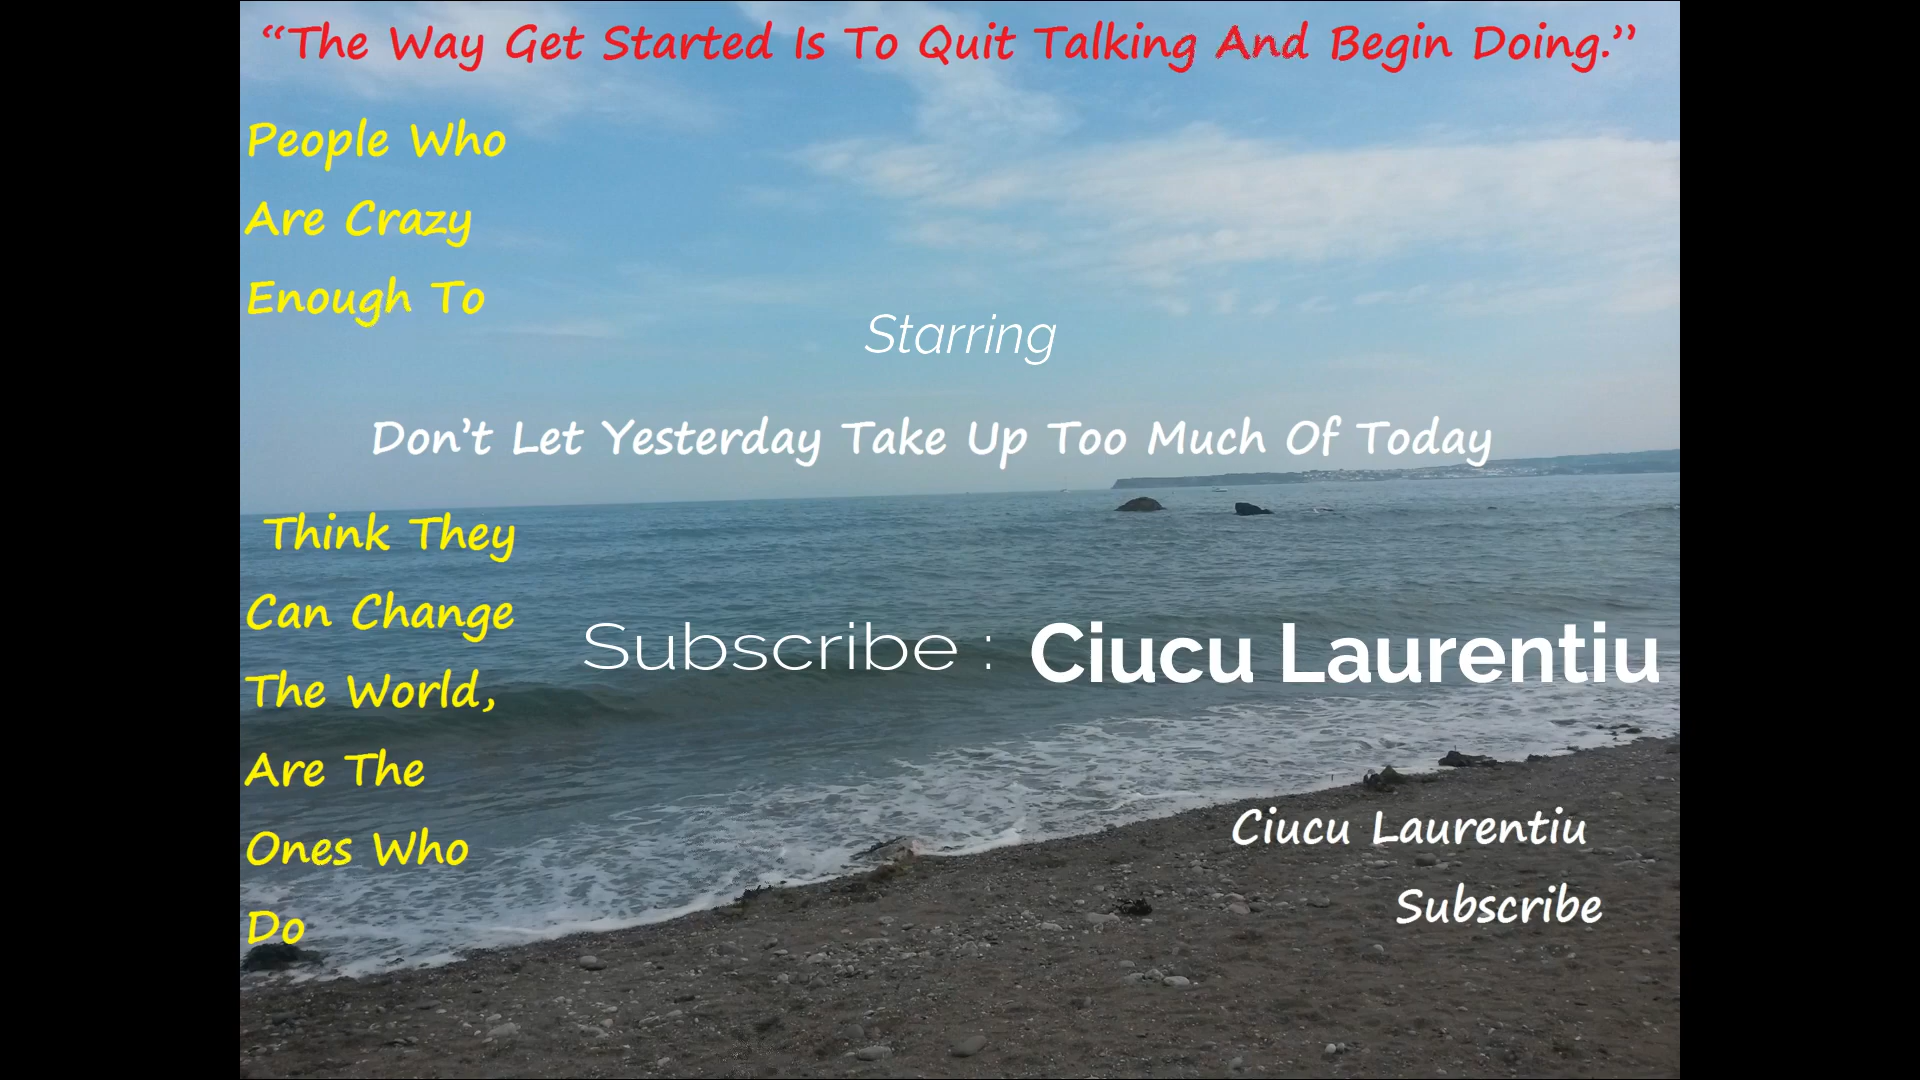 “The Way Get Started Is To Quit Talking And Begin Doing.”
People Who
Are Crazy
Enough To
Starring
Don’t Let Yesterday Take Up Too Much Of Today
Think They
Can Change
The World,
Are The
Ones Who
Do
Subscribe : Ciucu Laurentiu
Ciucu Laurentiu
Subscribe